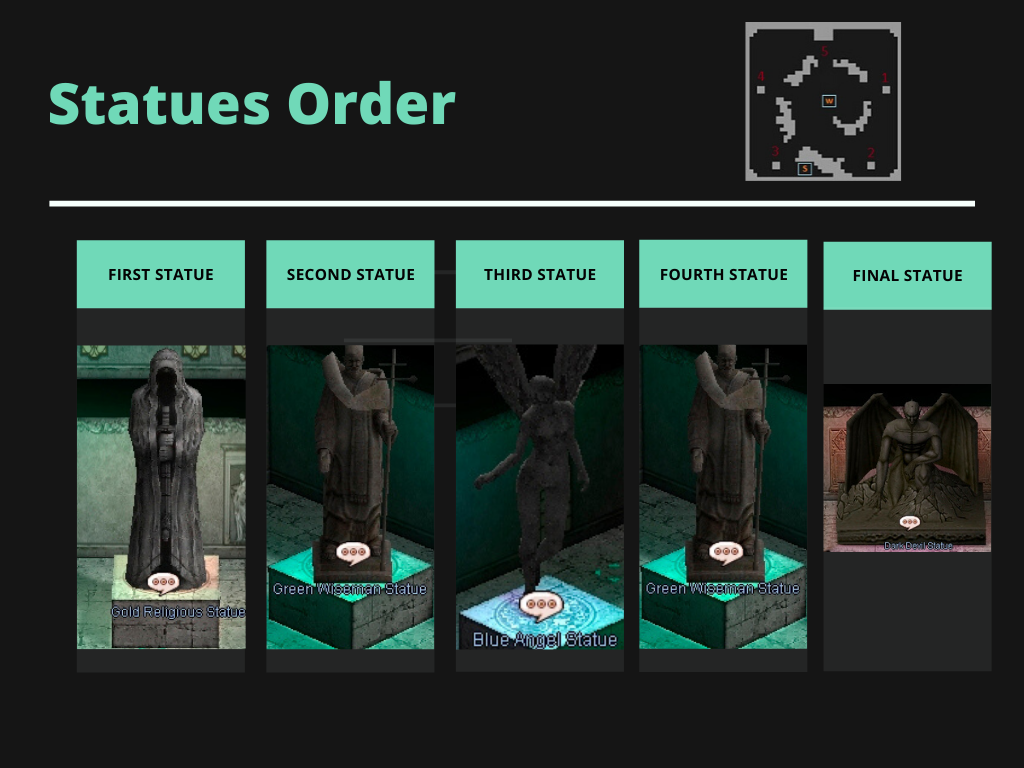 Statues Order
5
4
1
W
3
2
S
FIRST STATUE
SECOND STATUE
THIRD STATUE
FOURTH STATUE
FINAL STATUE
Gold Religious Statue
Green Wiseman Statue
Blue Angel Statue
Green Wiseman Statue
Dark Devil Statue